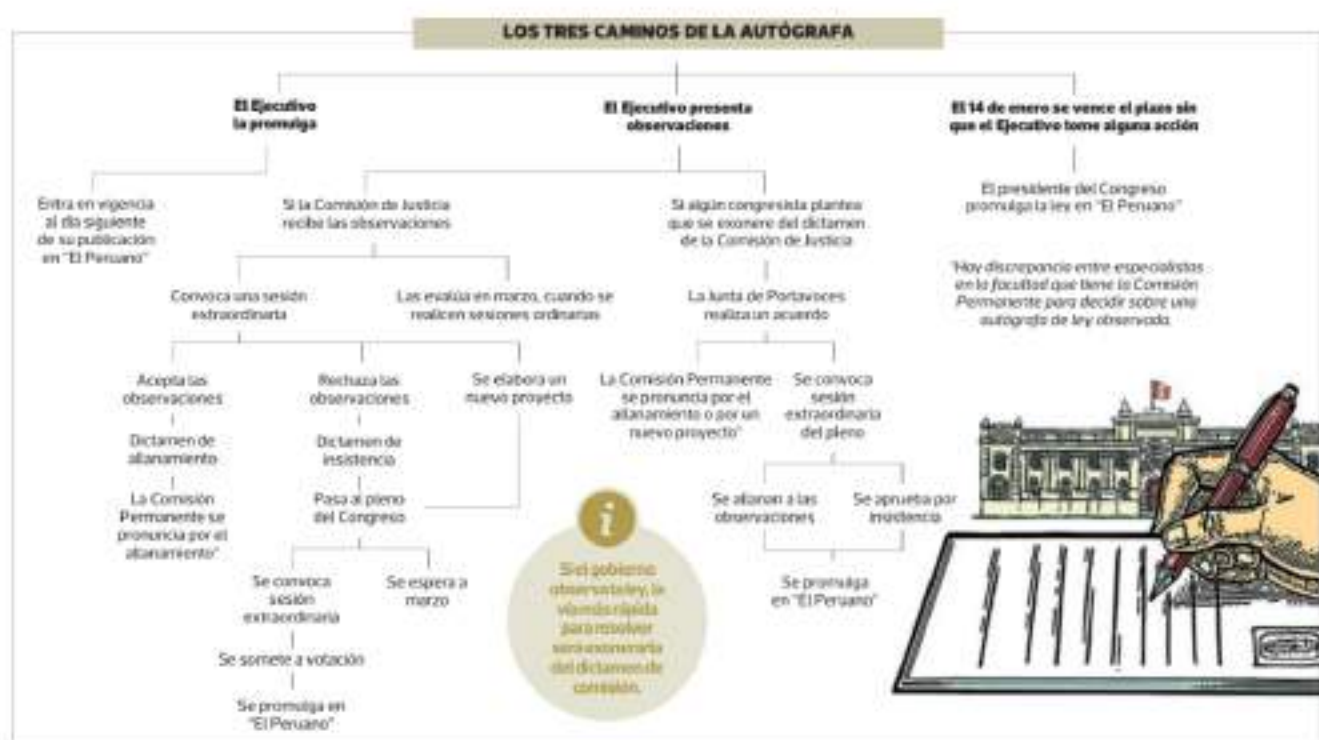 LOS TRES CAMINOS DE LA AUTÓGRAFA
El Ejecutivo
la promulga
Entra en vigencia
al día siguiente
de su publicación
en "El Peruano"
El Ejecutivo presenta
observaciones
Si la Comisión de Justicia
recibe las observaciones
Convoca una sesión
extraordinaria
Acepta las
observaciones
Dictamen de
allanamiento
La Comisión
Permanente se
pronuncia por el
allanamiento*
Rechaza las
observaciones
Dictamen de
insistencia
Pasa al pleno
del Congreso
Se convoca
sesión
extraordinaria
Se somete a votación
Se promulga en
"El Peruano"
Se espera a
marzo
Se elabora un
nuevo proyecto
Las evalúa en marzo, cuando se
realicen sesiones ordinarias
Si algún congresista plantea
que se exonere del dictamen
de la Comisión de Justicia
La Junta de Portavoces
realiza un acuerdo
La Comisión Permanente
se pronuncia por el
allanamiento o por un
nuevo proyecto*
Se convoca
sesión
extraordinaria
del pleno
Se allanan a las
observaciones
Se aprueba por
insistencia
Se promulga
en "El Peruano"
El 14 de enero se vence el plazo sin
que el Ejecutivo tome alguna acción
El presidente del Congreso
promulga la ley en "El Peruano"
*Hay discrepancia entre especialistas
en la facultad que tiene la Comisión
Permanente para decidir sobre una
autógrafa de ley observada.
i
Si el gobierno
observa la ley, la
vía más rápida
para resolver
será exonerarla
del dictamen de
comisión.